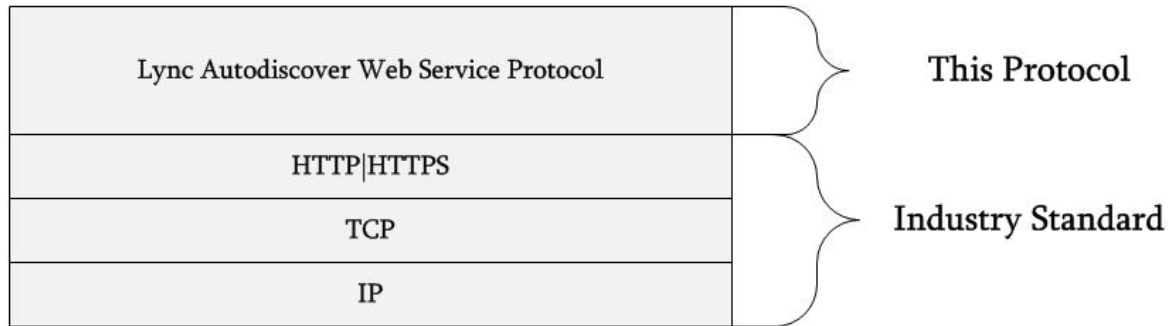 Lync Autodiscover Web Service Protocol
This Protocol
HTTP|HTTPS
TCP
Industry Standard
IP